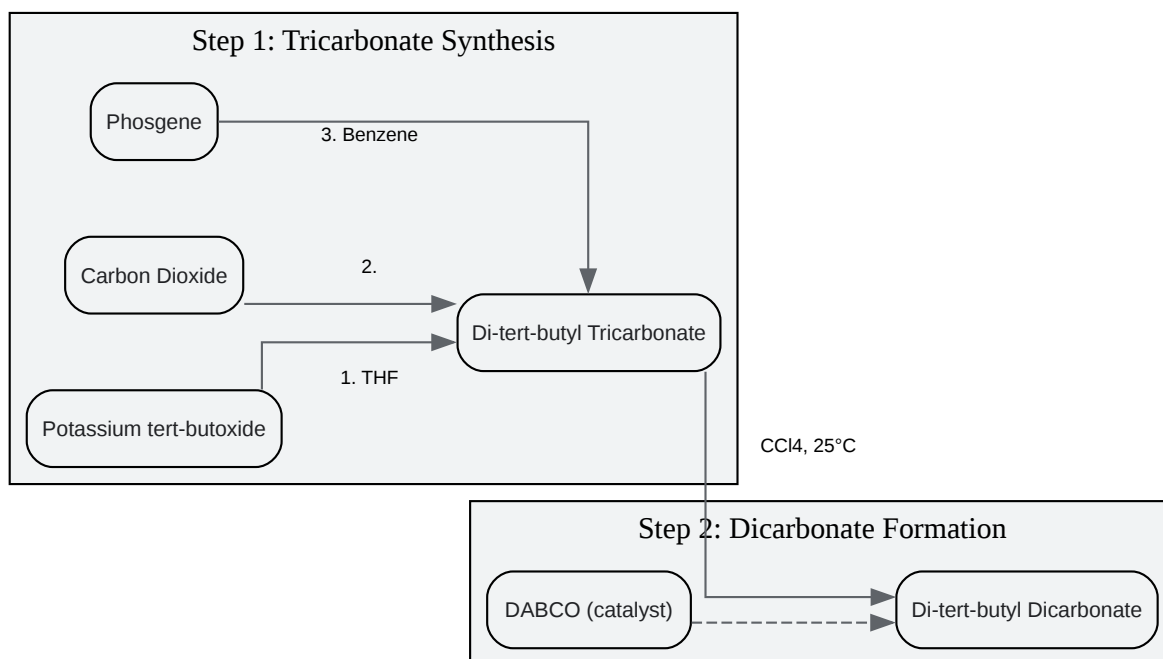 Step 1: Tricarbonate Synthesis
Phosgene
3. Benzene
Carbon Dioxide
2.
Di-tert-butyl Tricarbonate
1. THF
Potassium tert-butoxide
CCl4, 25°C
Step 2: Dicarbonate Formation
DABCO (catalyst)
Di-tert-butyl Dicarbonate